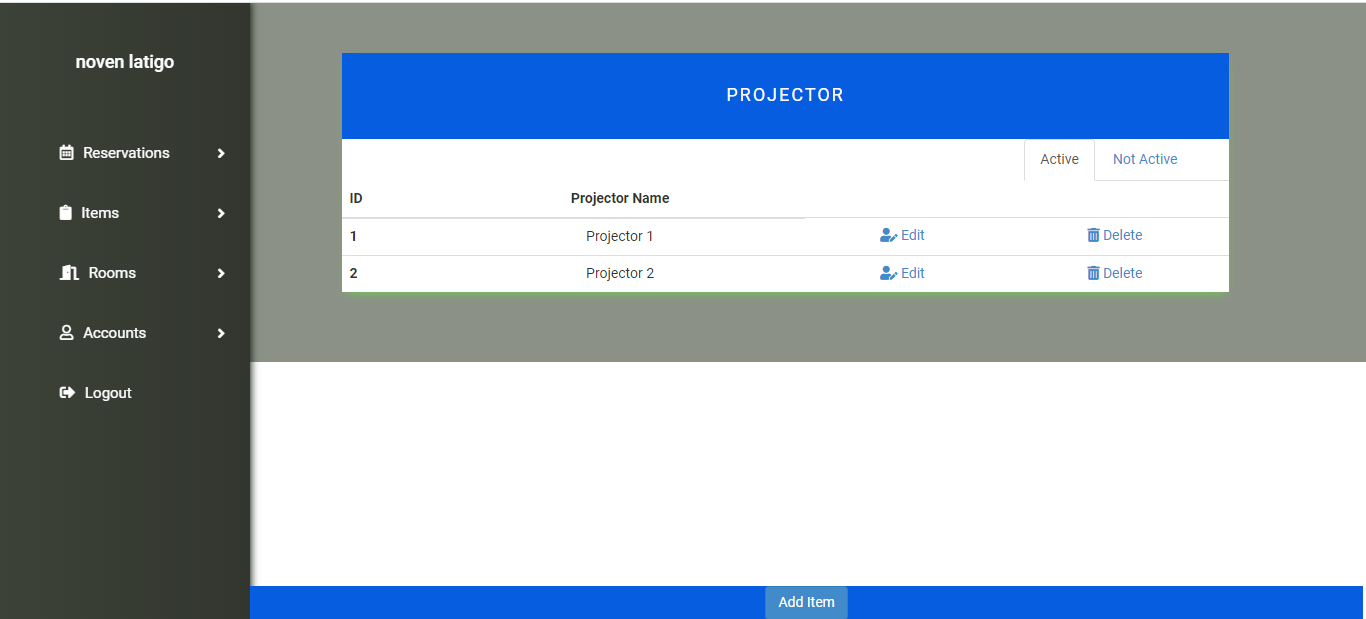 noven latigo
Reservations
Items
Rooms
Accounts
Logout
PROJECTOR
Active Not Active
ID Projector Name
1 Projector 1 Edit Delete
2 Projector 2 Edit Delete
Add Item